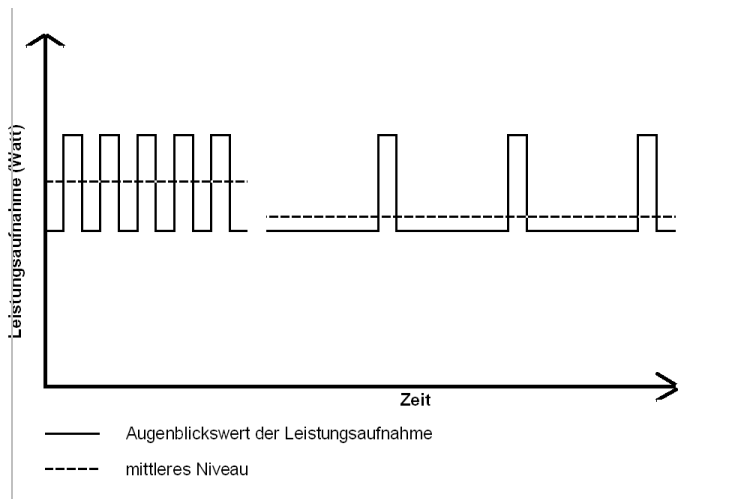 Leistungsaufnahme (Watt)
Zeit
Augenblickswert der Leistungsaufnahme
mittleres Niveau